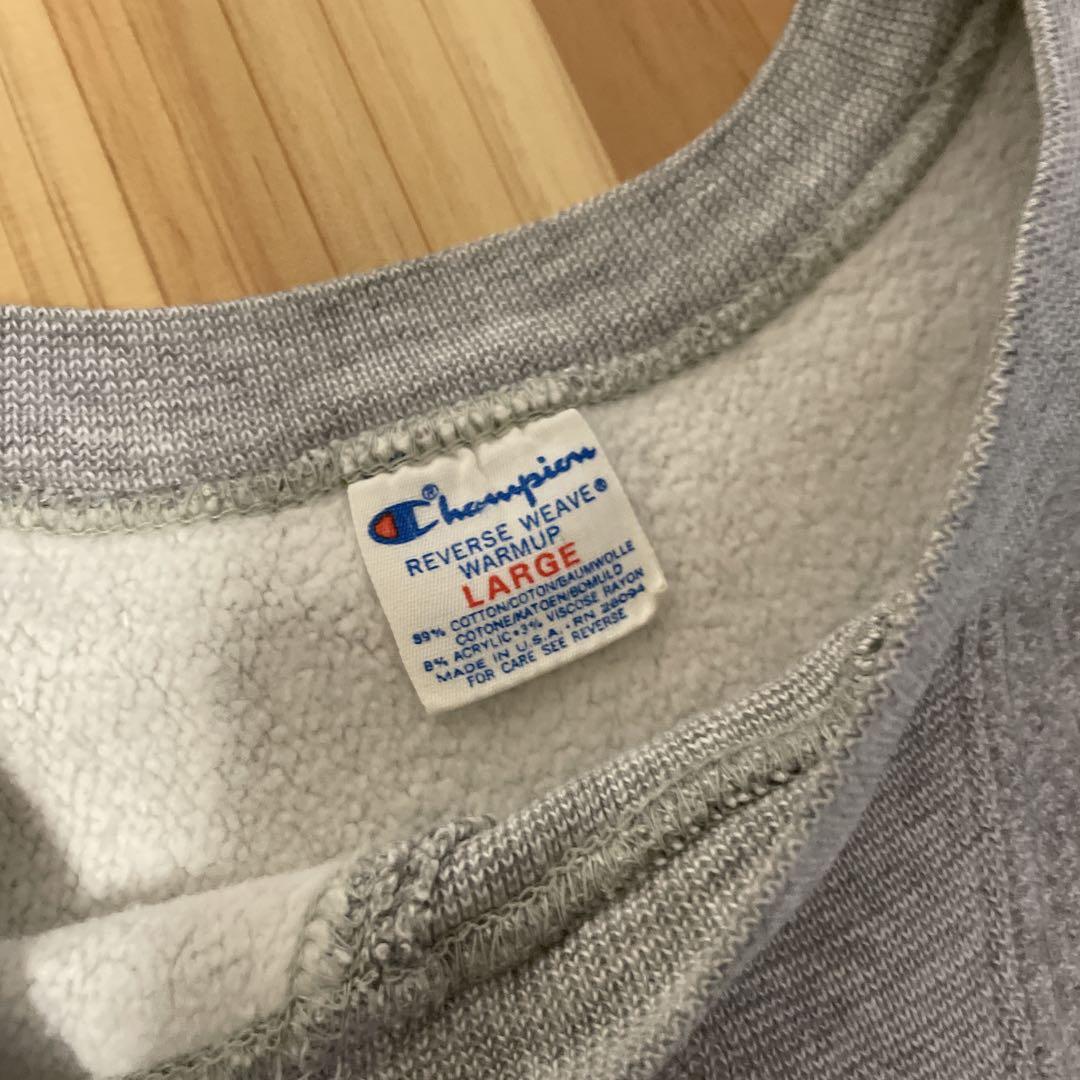 Champion®
REVERSE WEAVE®
WARMUP
LARGE
89% COTTON/COTON/BAUMWOLLE
COTONE/KATOEN/BOMULD
8% ACRYLIC•3% VISCOSE RAYON
MADE IN U.S.A.•RN 26094
FOR CARE SEE REVERSE